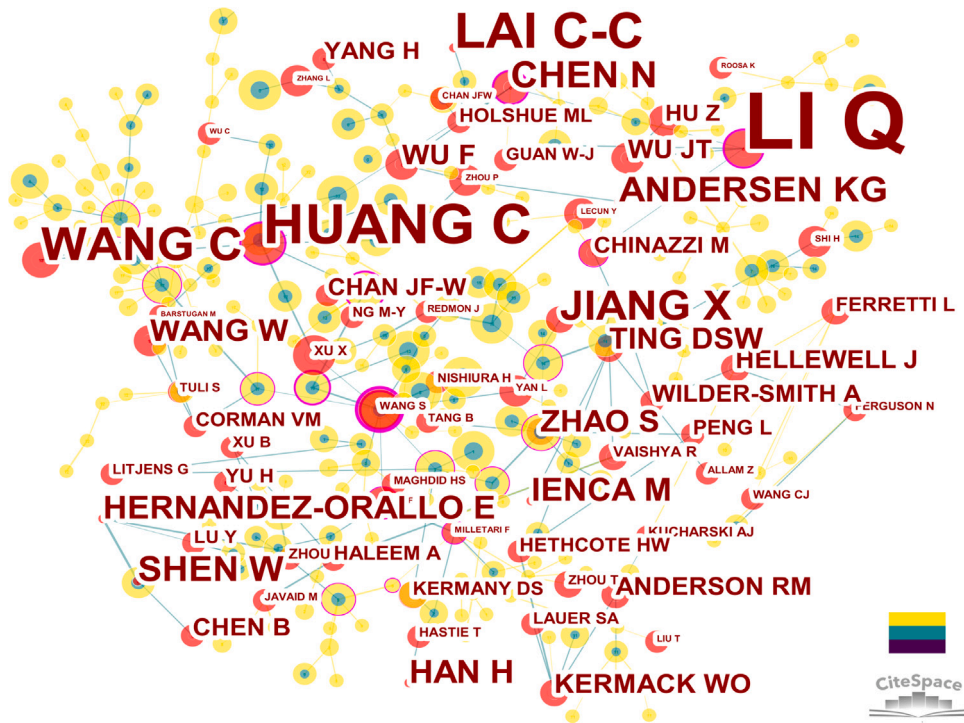 LAI C-C
YANG H
CHEN N
ROOSA K
ZHANG L
CHAN JFW
LI Q
HOLSHUE ML
HU Z
WU C
GUAN W-J
WU JT
WU F
ZHOU P
ANDERSEN KG
LECUN Y
HUANG C
WANG C
CHINAZZI M
SHI H
CHAN JF-W
JIANG X
FERRETTI L
BARSTUGAN M
NG M-Y
REDMON J
WANG W
TING DSW
XU X
HELLEWELL J
NISHIURA H
TULI S
YAN L
WILDER-SMITH A
WANG S
FERGUSON N
CORMAN VM
TANG B
ZHAO S
PENG L
XU B
VAISHYA R
LITJENS G
ALLAM Z
YU H
MAGHDID HS
IENCA M
WANG CJ
F
HERNANDEZ-ORALLO E
MILLETARI F
KUCHARSKI AJ
LU Y
HETHCOTE HW
ZHOU
HALEEM A
SHEN W
ZHOU T
KERMANY DS
ANDERSON RM
JAVAID M
LAUER SA
CHEN B
HASTIE T
LIU T
HAN H
KERMACK WO
CiteSpace